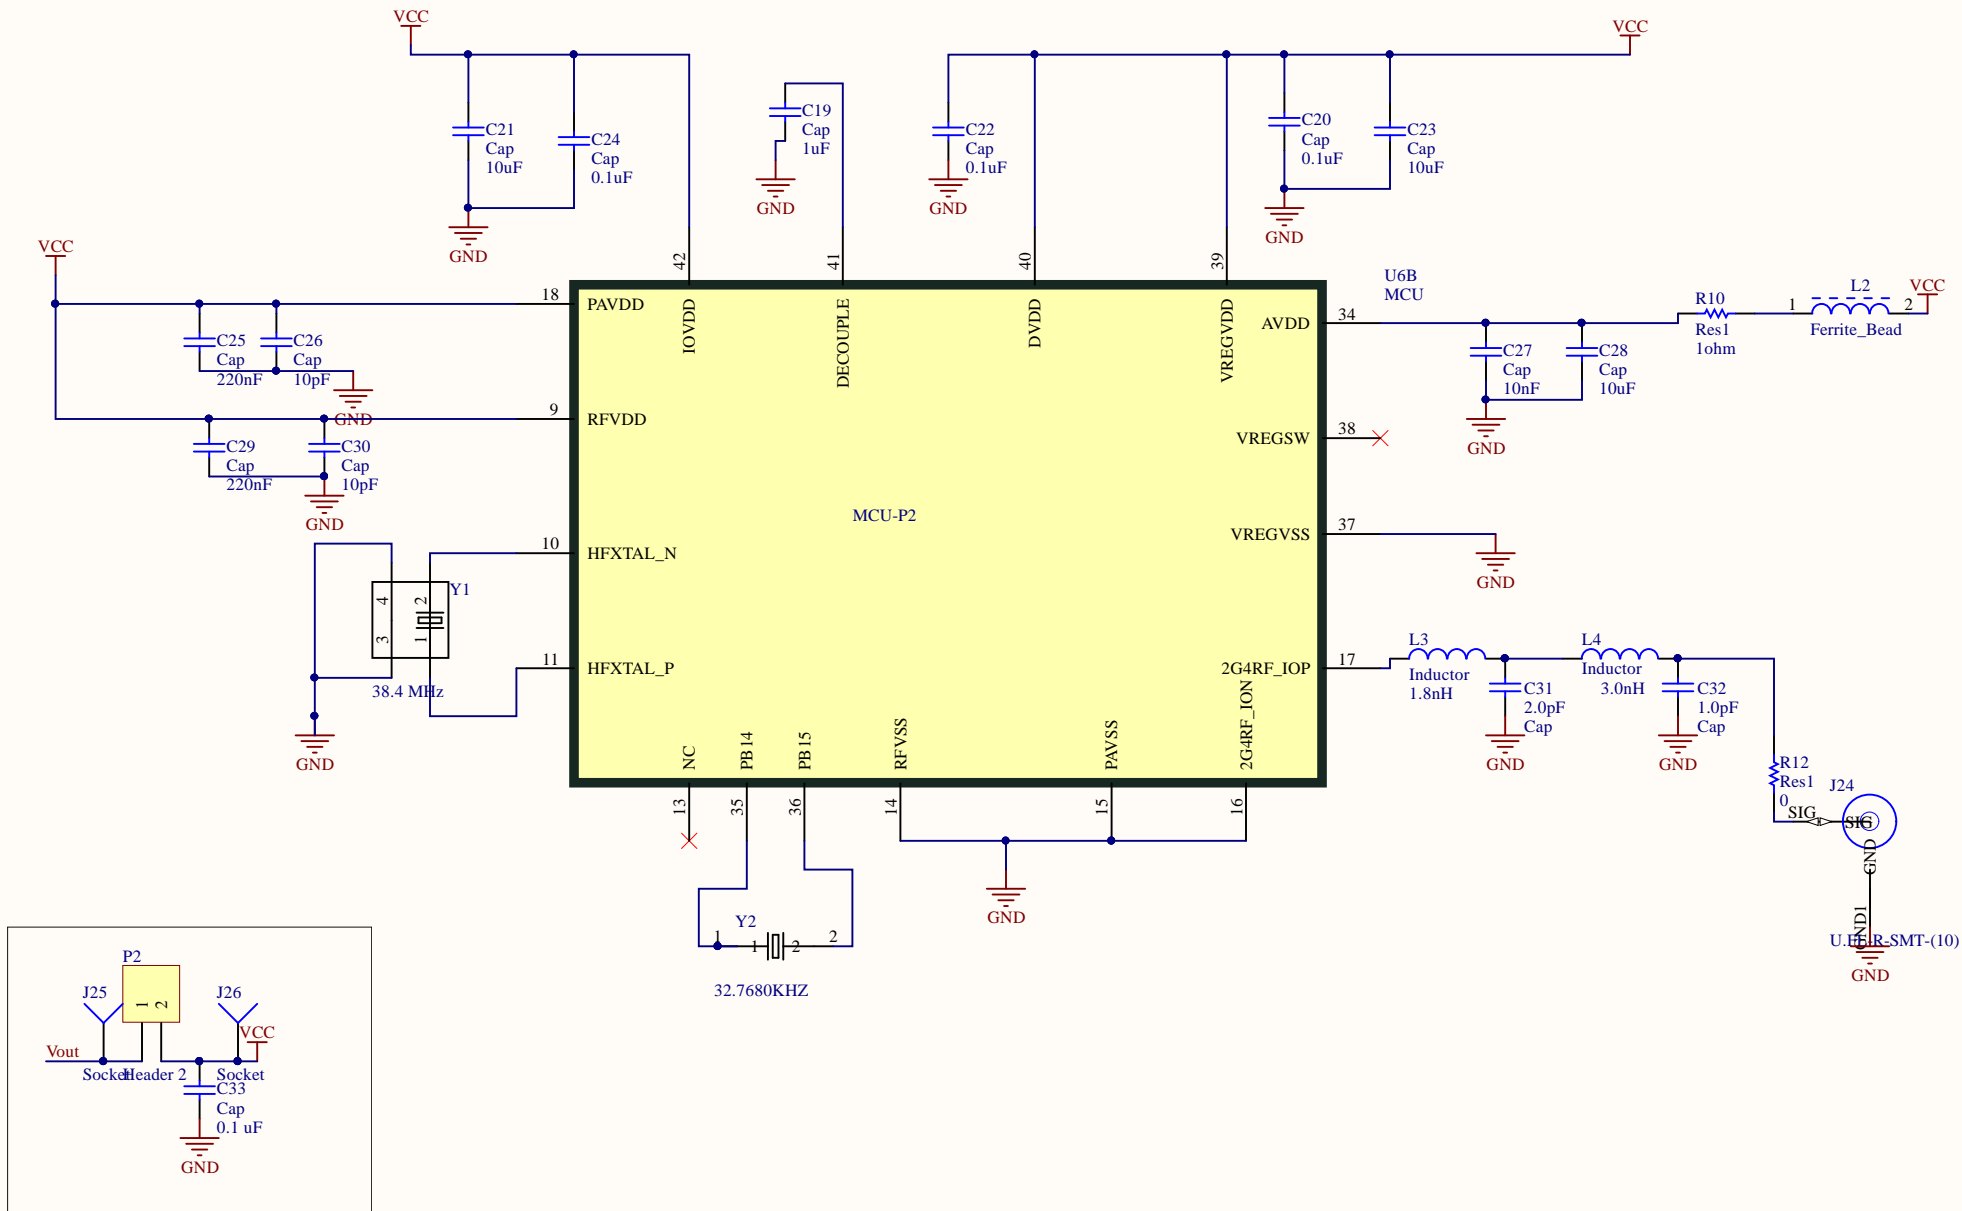 VCC
VCC
C21
Cap
10uF
C24
Cap
0.1uF
GND
C19
Cap
1uF
GND
C22
Cap
0.1uF
GND
C20
Cap
0.1uF
C23
Cap
10uF
GND
42
41
40
39
IOVDD
DECOUPLE
DVDD
VREGVDD
VCC
18
PAVDD
C25
Cap
220nF
C26
Cap
10pF
GND
9
RFVDD
C29
Cap
220nF
C30
Cap
10pF
GND
10
HFXTAL_N
Y1
4
2
3
1
38.4 MHz
11
HFXTAL_P
GND
MCU-P2
U6B
MCU
34
AVDD
C27
Cap
10nF
C28
Cap
10uF
GND
R10
Res1
1ohm
1
L2
2
Ferrite_Bead
VCC
38
VREGSW
37
VREGVSS
GND
17
2G4RF_IOP
L3
Inductor
1.8nH
C31
2.0pF
Cap
GND
L4
Inductor
3.0nH
C32
1.0pF
Cap
GND
R12
Res1
0
SIG
J24
SIG
GND
GND1
U.FL-R-SMT-(10)
GND
NC
PB14
PB15
RFVSS
PAVSS
2G4RF_ION
13
35
36
14
15
16
GND
Y2
1
1
2
2
32.7680KHZ
P2
1
2
J25
J26
Vout
VCC
Socket
Header 2
Socket
C33
Cap
0.1 uF
GND